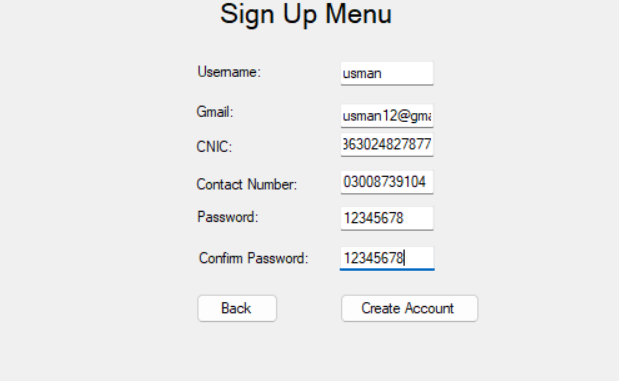 Sign Up Menu
Username: usman
Gmail: usman12@gma
CNIC: 363024827877
Contact Number: 03008739104
Password: 12345678
Confirm Password: 12345678
Back Create Account